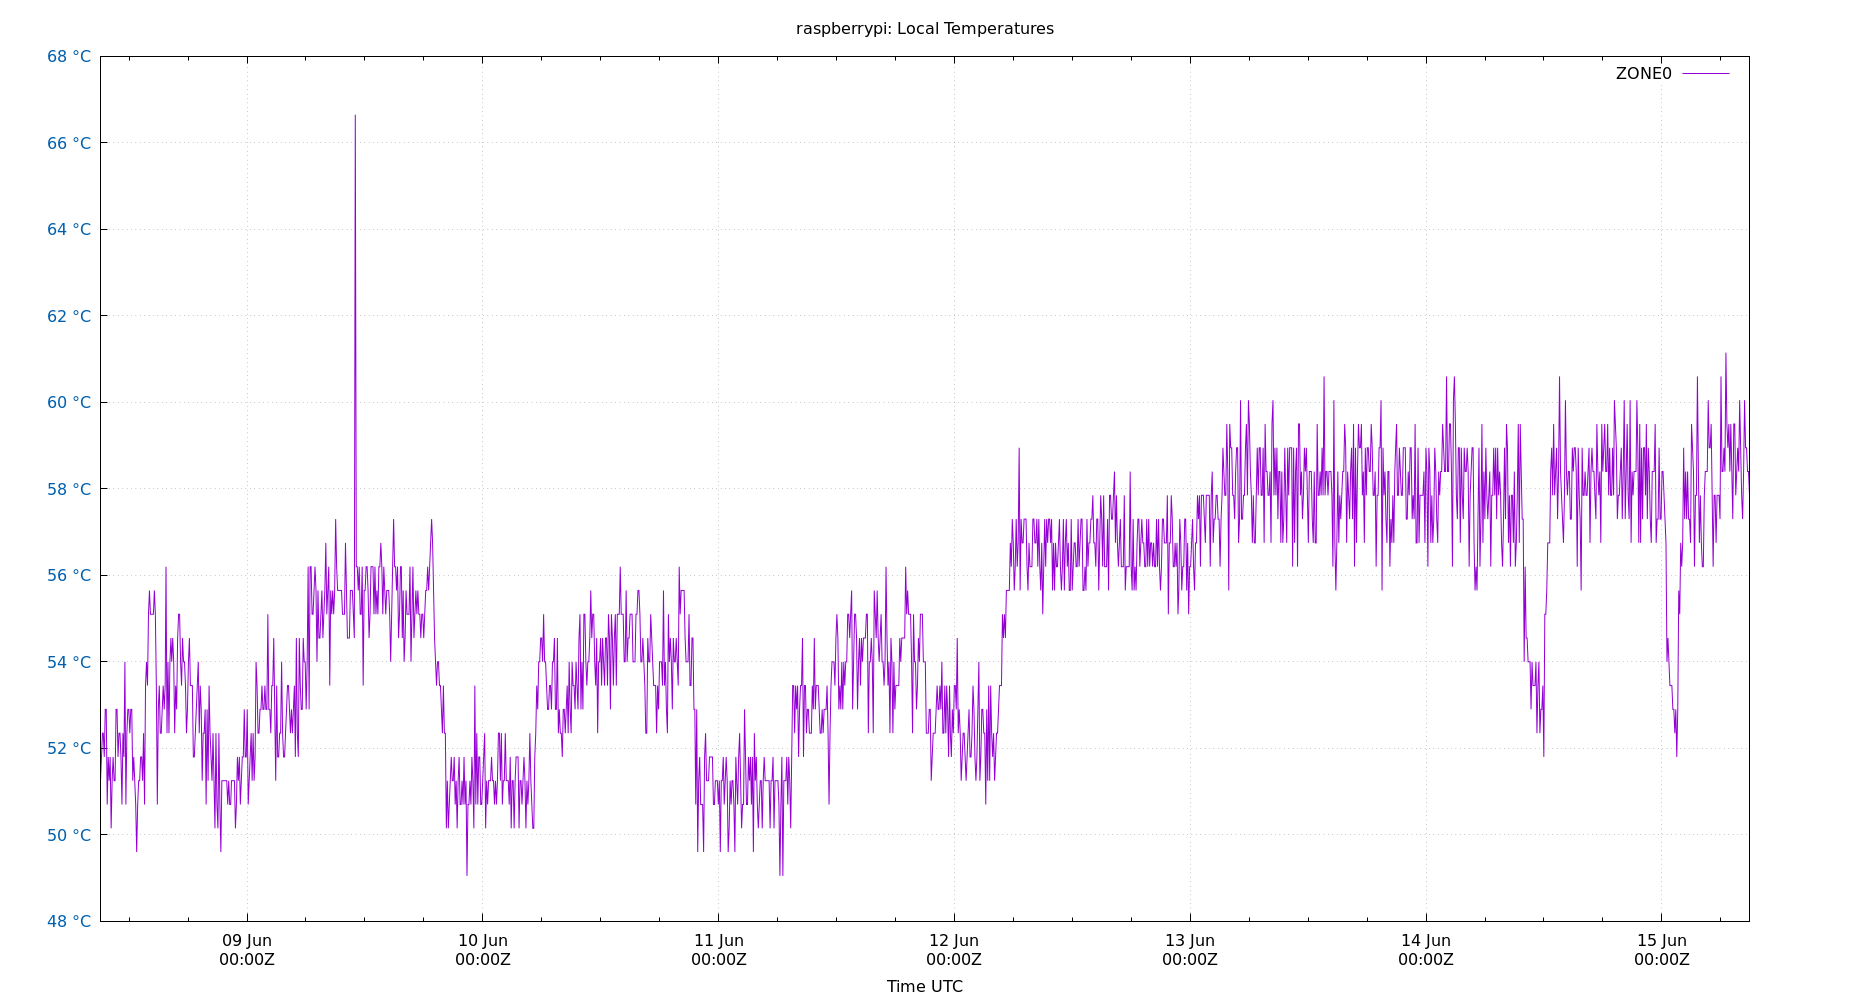 raspberrypi: Local Temperatures
ZONE0
68 °C
66 °C
64 °C
62 °C
60 °C
58 °C
56 °C
54 °C
52 °C
50 °C
48 °C
09 Jun
00:00Z
10 Jun
00:00Z
11 Jun
00:00Z
12 Jun
00:00Z
13 Jun
00:00Z
14 Jun
00:00Z
15 Jun
00:00Z
Time UTC